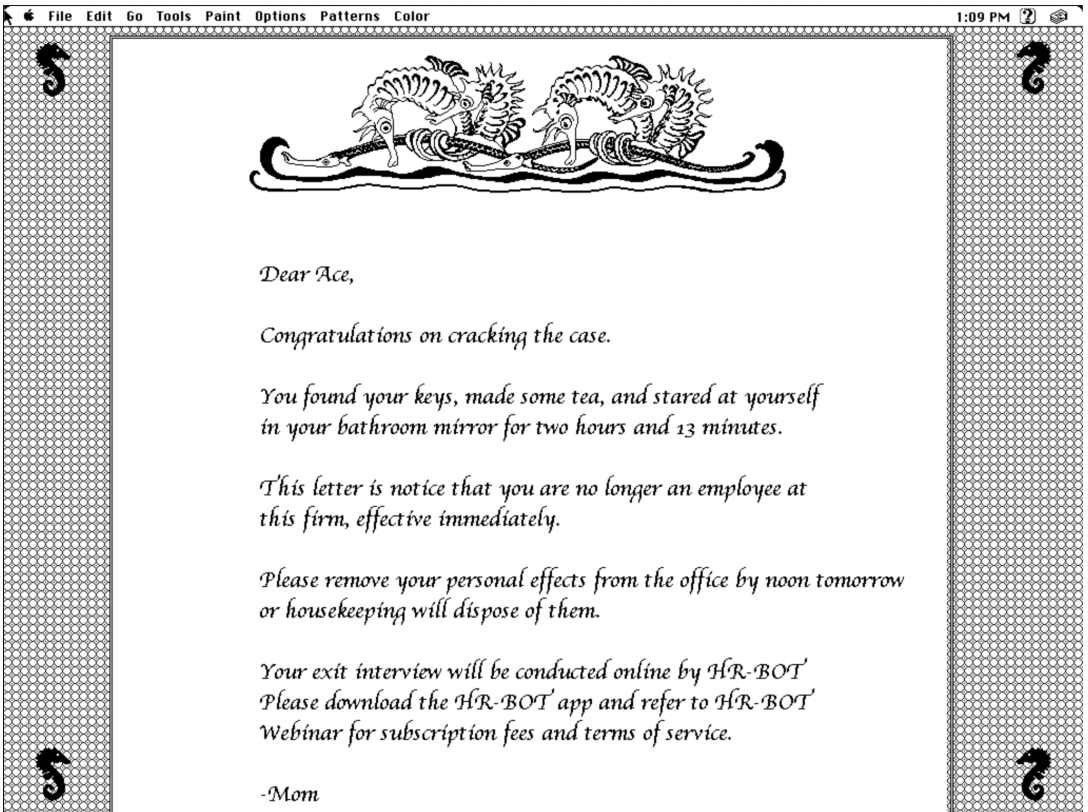 File Edit Go Tools Paint Options Patterns Color 1:09 PM
Dear Ace,
Congratulations on cracking the case.
You found your keys, made some tea, and stared at yourself
in your bathroom mirror for two hours and 13 minutes.
This letter is notice that you are no longer an employee at
this firm, effective immediately.
Please remove your personal effects from the office by noon tomorrow
or housekeeping will dispose of them.
Your exit interview will be conducted online by HR-BOT
Please download the HR-BOT app and refer to HR-BOT
Webinar for subscription fees and terms of service.
-Mom